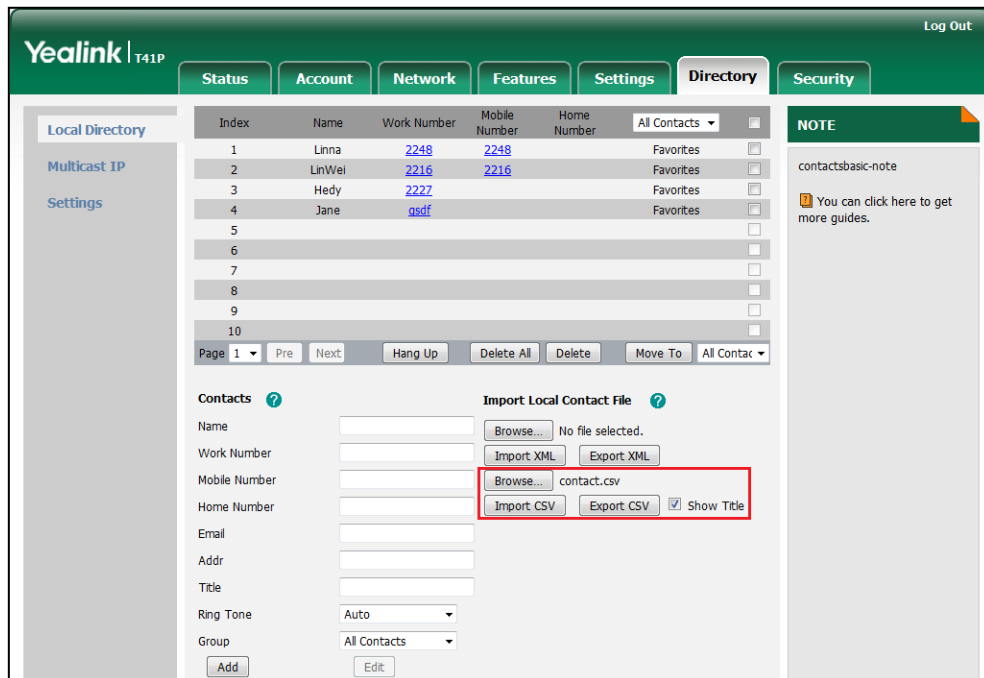 Log Out
Yealink T41P
Status Account Network Features Settings Directory Security
Local Directory
Multicast IP
Settings
Index Name Work Number Mobile Number Home Number All Contacts
1 Linna 2248 2248 Favorites
2 LinWei 2216 2216 Favorites
3 Hedy 2227 Favorites
4 Jane qsdf Favorites
5
6
7
8
9
10
Page 1 Pre Next Hang Up Delete All Delete Move To All Contac
Contacts ?
Name
Work Number
Mobile Number
Home Number
Email
Addr
Title
Ring Tone Auto
Group All Contacts
Add Edit
Import Local Contact File ?
Browse... No file selected.
Import XML Export XML
Browse... contact.csv
Import CSV Export CSV Show Title
NOTE
contactsbasic-note
? You can click here to get
more guides.